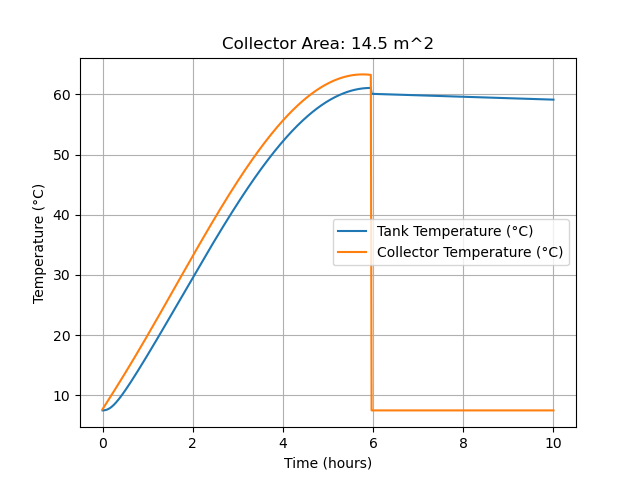 Collector Area: 14.5 m^2
Temperature (°C)
60
50
40
30
20
10
Tank Temperature (°C)
Collector Temperature (°C)
0 2 4 6 8 10
Time (hours)